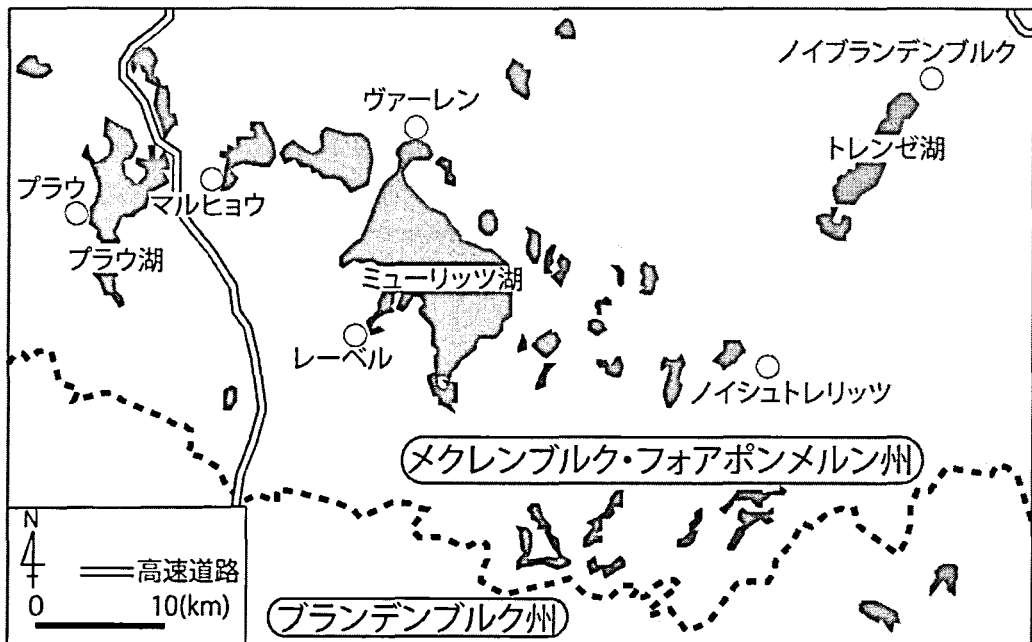 ノイブランデンブルク
ヴァーレン
トレンゼ湖
プラウ
マルヒョウ
プラウ湖
ミューリッツ湖
レーベル
ノイシュトレリッツ
メクレンブルク・フォアポンメルン州
N
高速道路
0 10(km)
ブランデンブルク州